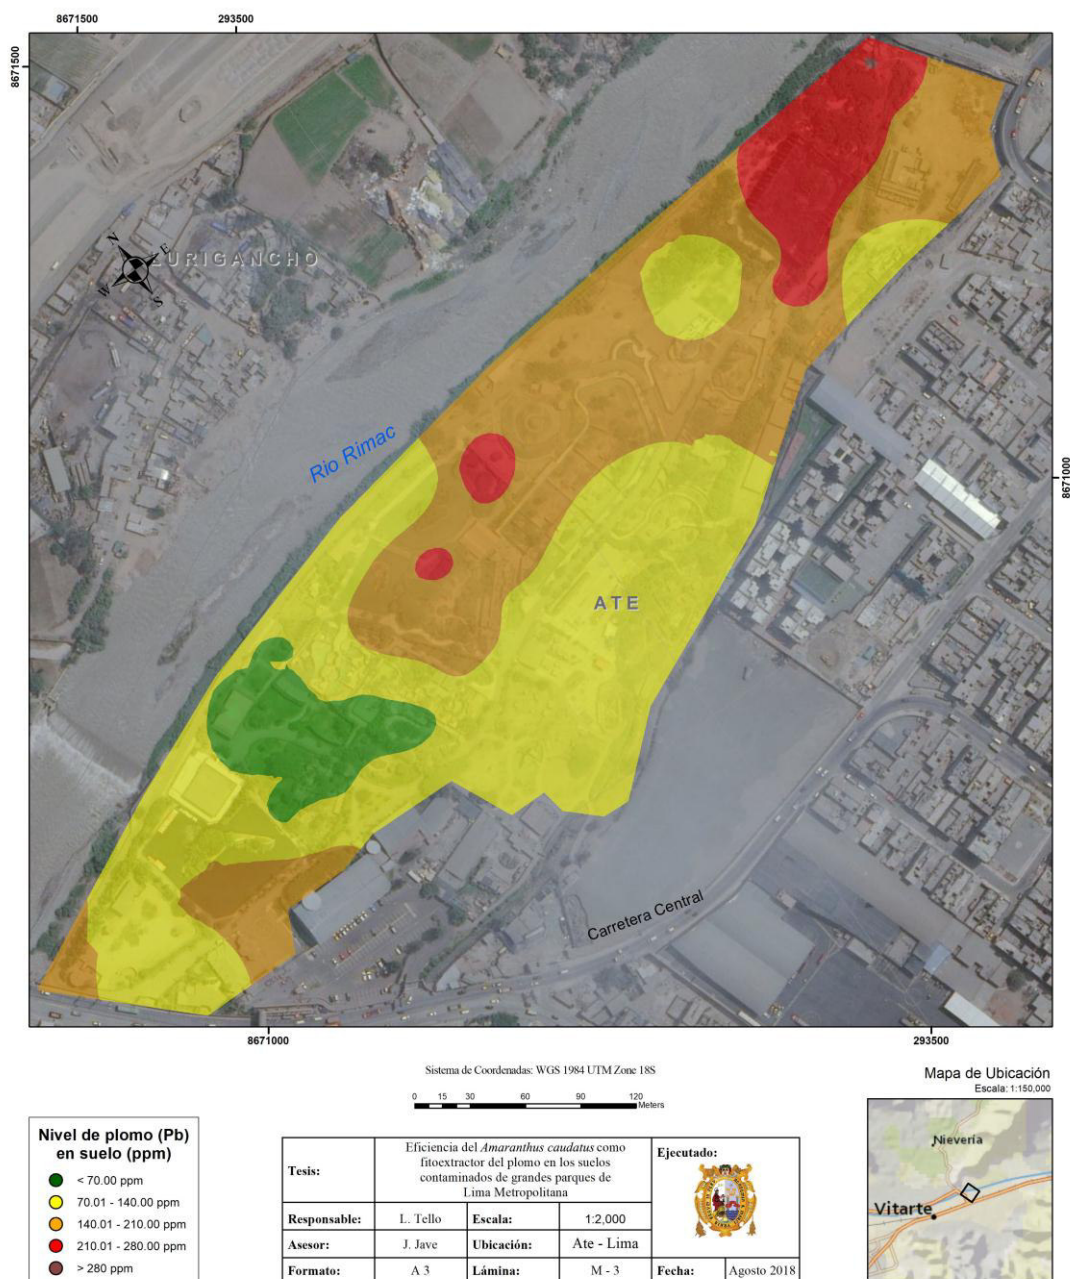 8671500
293500
8671500
N
E
W
S
LURIGANCHO
Rio Rimac
8671000
ATE
Carretera Central
8671000
293500
Sistema de Coordenadas: WGS 1984 UTM Zone 18S
0 15 30 60 90 120
Meters
Mapa de Ubicación
Escala: 1:150,000
Nievería
Vitarte
Nivel de plomo (Pb)
en suelo (ppm)
< 70.00 ppm
70.01 - 140.00 ppm
140.01 - 210.00 ppm
210.01 - 280.00 ppm
> 280 ppm
Tesis:
Eficiencia del Amaranthus caudatus como
fitoextractor del plomo en los suelos
contaminados de grandes parques de
Lima Metropolitana
Ejecutado:
Responsable: L. Tello Escala: 1:2,000
Asesor: J. Jave Ubicación: Ate - Lima
Formato: A 3 Lámina: M - 3 Fecha: Agosto 2018